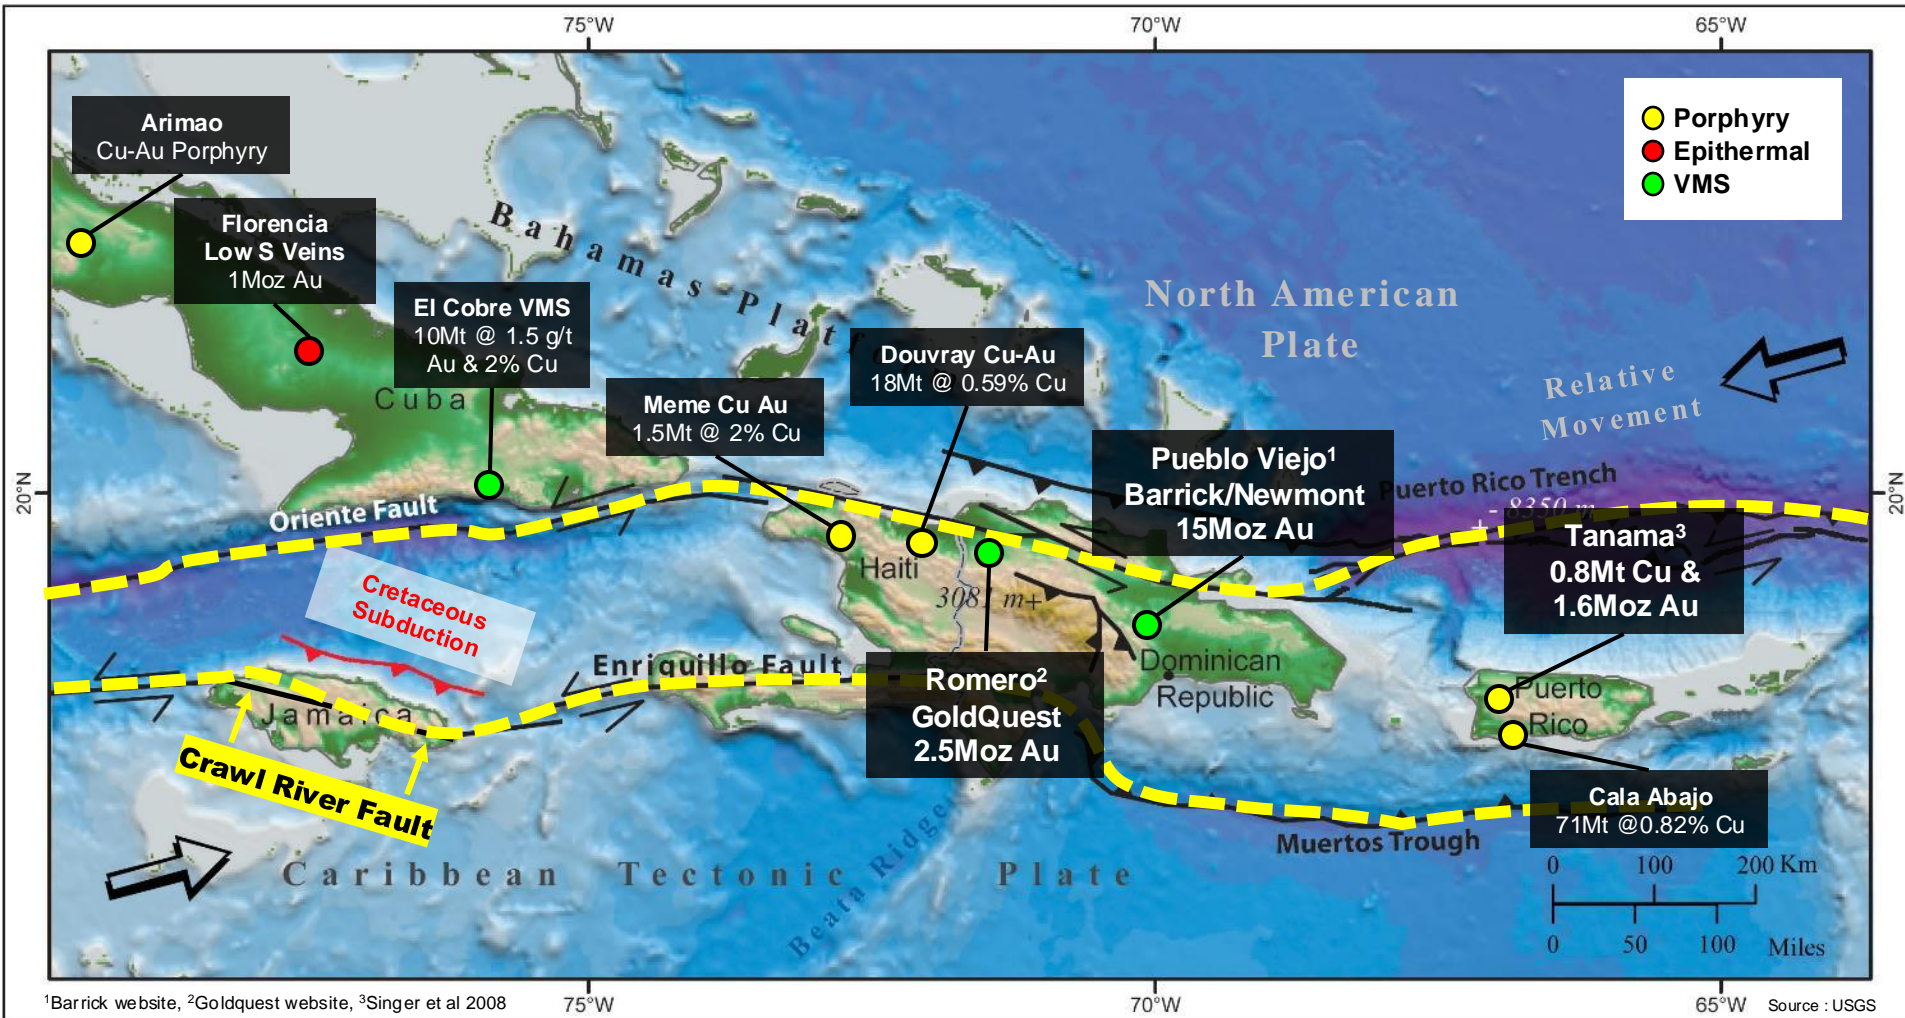 75°W
70°W
65°W
Arimao
Cu-Au Porphyry
Florencia
Low S Veins
1Moz Au
El Cobre VMS
10Mt @ 1.5 g/t
Au & 2% Cu
Cuba
Bahamas Platform
Porphyry
Epithermal
VMS
North American
Plate
Relative
Movement
Douvray Cu-Au
18Mt @ 0.59% Cu
Meme Cu Au
1.5Mt @ 2% Cu
Pueblo Viejo¹
Barrick/Newmont
15Moz Au
Puerto Rico Trench
- 8350 m
+
20°N
20°N
Oriente Fault
Tanama³
0.8Mt Cu &
1.6Moz Au
Haiti
3081 m+
Cretaceous
Subduction
Enriquillo Fault
Dominican
Republic
Jamaica
Romero²
GoldQuest
2.5Moz Au
Puerto
Rico
Crawl River Fault
Cala Abajo
71Mt @0.82% Cu
Muertos Trough
Beata Ridge
Caribbean Tectonic Plate
0 100 200 Km
0 50 100 Miles
¹Barrick website, ²Goldquest website, ³Singer et al 2008
75°W
70°W
65°W
Source : USGS